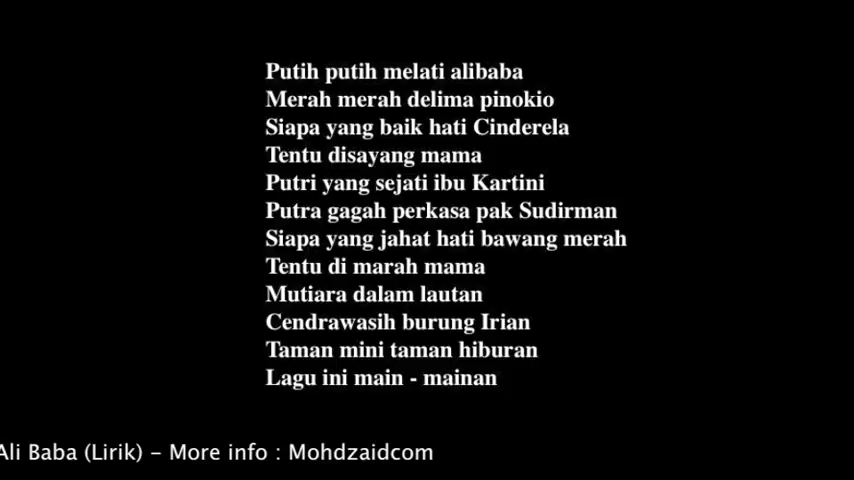 Putih putih melati alibaba
Merah merah delima pinokio
Siapa yang baik hati Cinderela
Tentu disayang mama
Putri yang sejati ibu Kartini
Putra gagah perkasa pak Sudirman
Siapa yang jahat hati bawang merah
Tentu di marah mama
Mutiara dalam lautan
Cendrawasih burung Irian
Taman mini taman hiburan
Lagu ini main - mainan
Ali Baba (Lirik) - More info : Mohdzaidcom